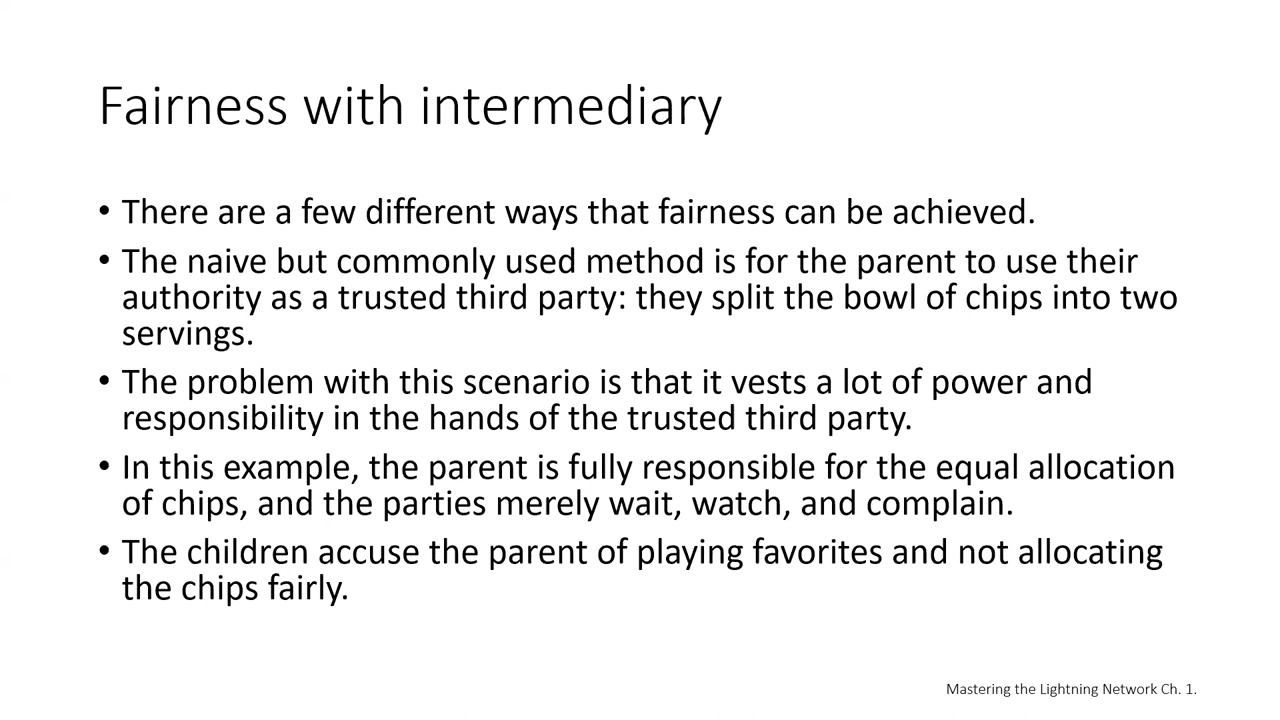 Fairness with intermediary
• There are a few different ways that fairness can be achieved.
• The naive but commonly used method is for the parent to use their
authority as a trusted third party: they split the bowl of chips into two
servings.
• The problem with this scenario is that it vests a lot of power and
responsibility in the hands of the trusted third party.
• In this example, the parent is fully responsible for the equal allocation
of chips, and the parties merely wait, watch, and complain.
• The children accuse the parent of playing favorites and not allocating
the chips fairly.
Mastering the Lightning Network Ch. 1.